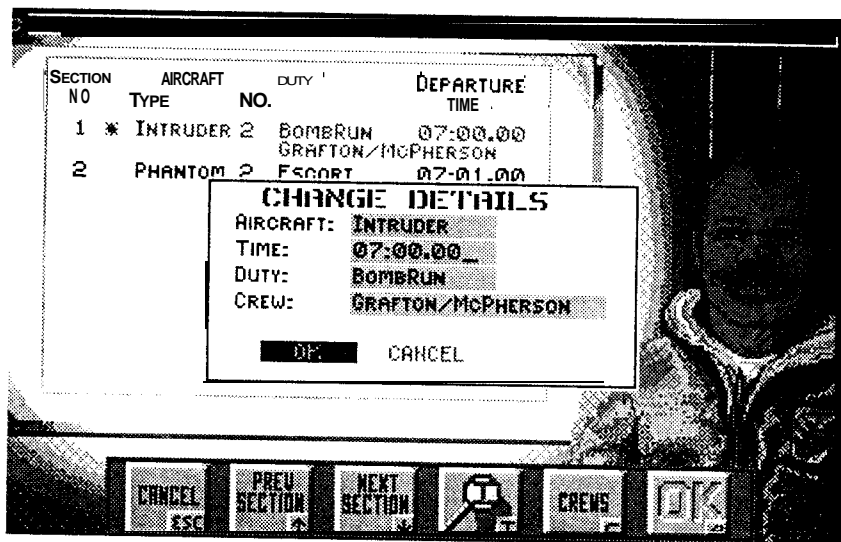 SECTION AIRCRAFT DUTY DEPARTURE
NO TYPE NO. TIME
1 * INTRUDER 2 BOMBRUN 07:00.00
GRAFTON/MCPHERSON
2 PHANTOM 2 ESCORT 07:01.00
CHANGE DETAILS
AIRCRAFT: INTRUDER
TIME: 07:00.00_
DUTY: BOMBRUN
CREW: GRAFTON/MCPHERSON
OK CANCEL
CANCEL ESC
PREV SECTION ↑
NEXT SECTION ↓
T
CREWS C
OK